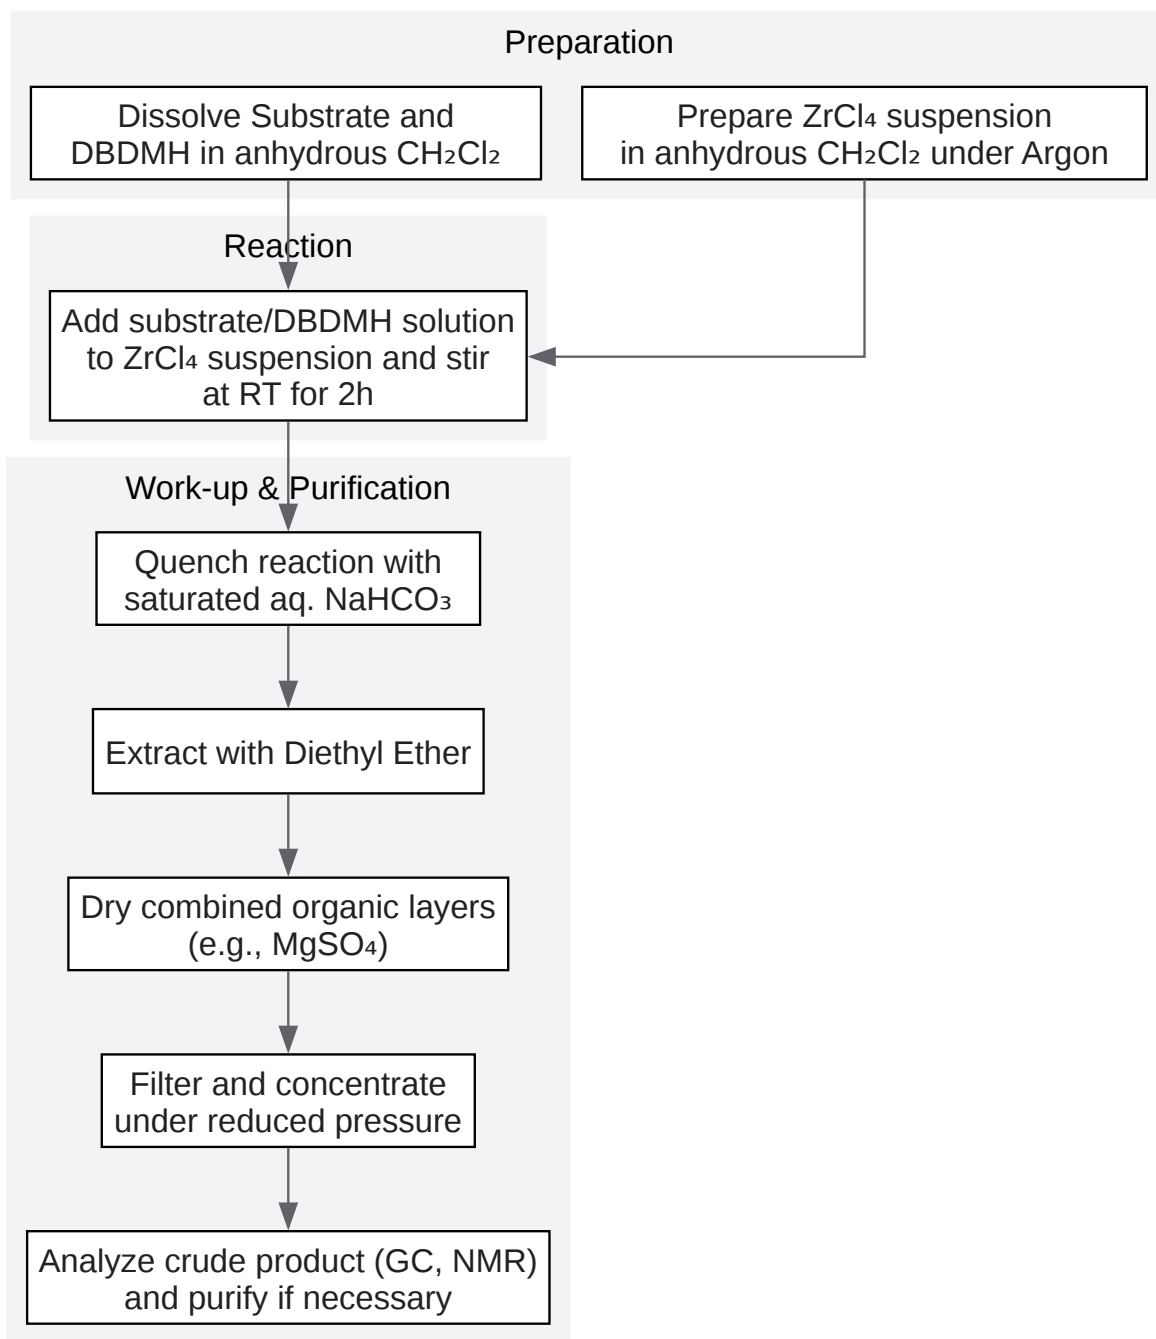 Preparation
Dissolve Substrate and
DBDMH in anhydrous CH₂Cl₂
Prepare ZrCl₄ suspension
in anhydrous CH₂Cl₂ under Argon
Reaction
Add substrate/DBDMH solution
to ZrCl₄ suspension and stir
at RT for 2h
Work-up & Purification
Quench reaction with
saturated aq. NaHCO₃
Extract with Diethyl Ether
Dry combined organic layers
(e.g., MgSO₄)
Filter and concentrate
under reduced pressure
Analyze crude product (GC, NMR)
and purify if necessary